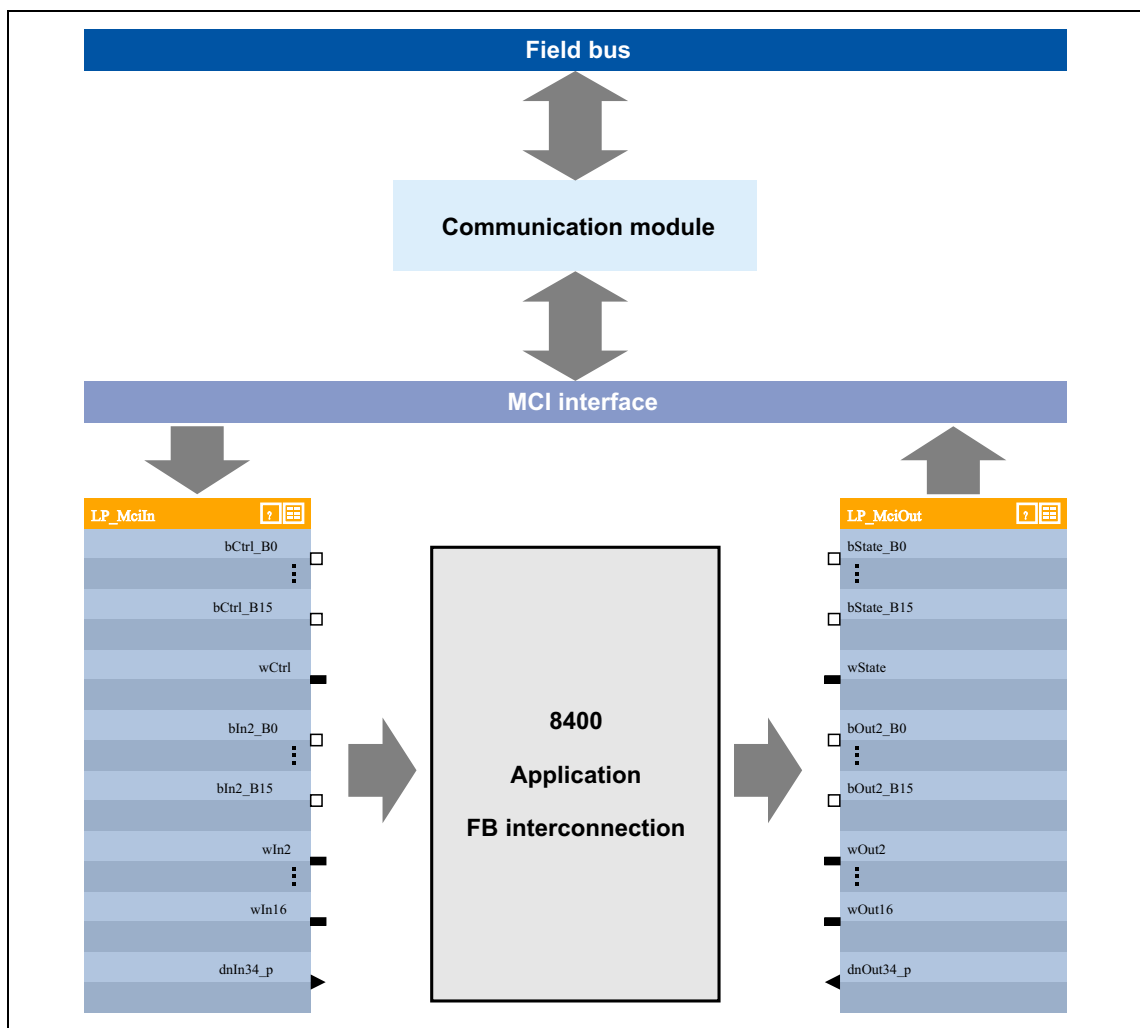 Field bus
Communication module
MCI interface
LP_MciIn
bCtrl_B0
bCtrl_B15
wCtrl
bIn2_B0
bIn2_B15
wIn2
wIn16
dnIn34_p
8400
Application
FB interconnection
LP_MciOut
bState_B0
bState_B15
wState
bOut2_B0
bOut2_B15
wOut2
wOut16
dnOut34_p